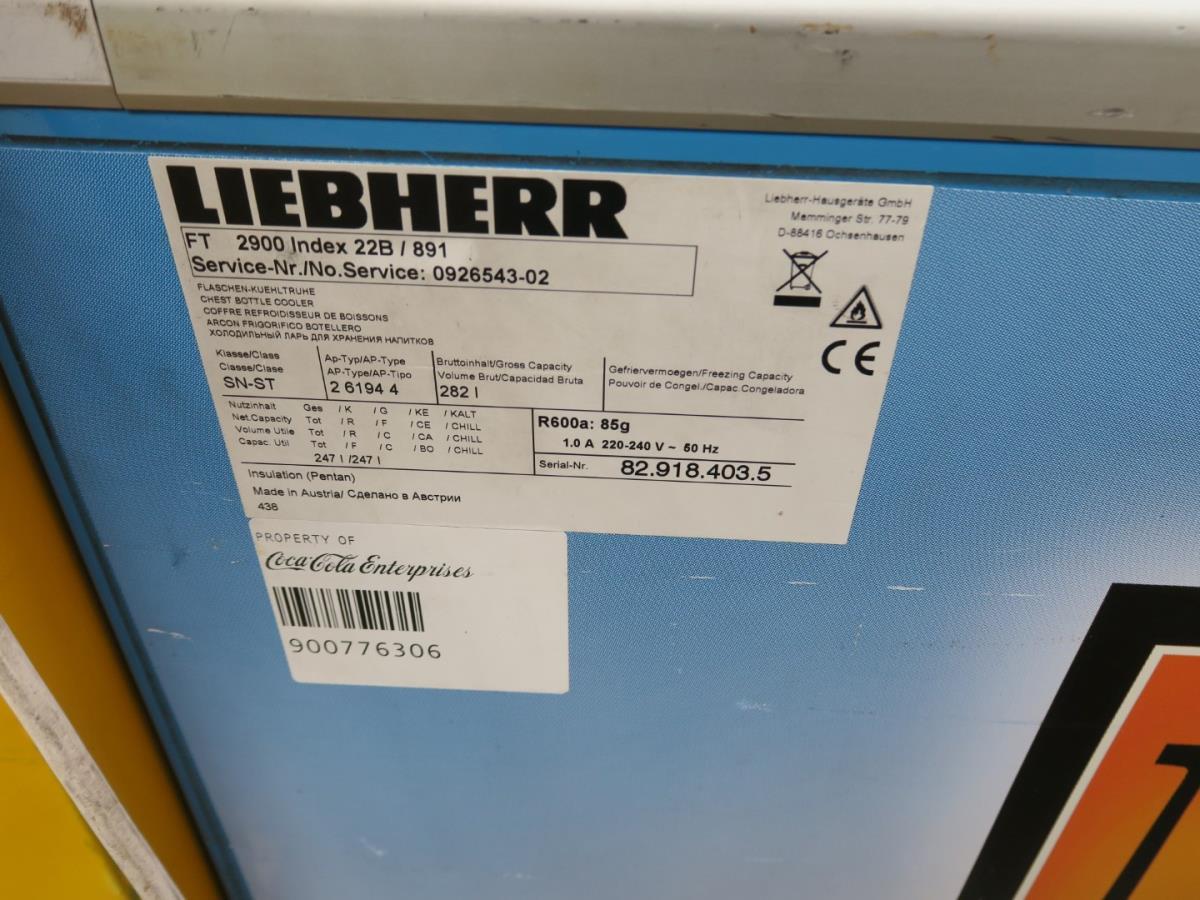 LIEBHERR
Liebherr-Hausgeräte GmbH
Memminger Str. 77-79
D-88416 Ochsenhausen
FT 2900 Index 22B / 891
Service-Nr./No.Service: 0926543-02
FLASCHEN-KUEHLTRUHE
CHEST BOTTLE COOLER
COFFRE REFROIDISSEUR DE BOISSONS
ARCON FRIGORIFICO BOTELLERO
ХОЛОДИЛЬНЫЙ ЛАРЬ ДЛЯ ХРАНЕНИЯ НАПИТКОВ
CE
Klasse/Class
Classe/Clase
SN-ST
Ap-Typ/AP-Type
AP-Type/AP-Tipo
2 6194 4
Bruttoinhalt/Gross Capacity
Volume Brut/Capacidad Bruta
282 l
Gefriervermoegen/Freezing Capacity
Pouvoir de Congel./Capac.Congeladora
Nutzinhalt Ges / K / G / KE / KALT
Net.Capacity Tot / R / F / CE / CHILL
Volume Utile Tot / R / C / CA / CHILL
Capac. Util Tot / F / C / BO / CHILL
247 l /247 l
R600a: 85g
1.0 A 220-240 V ~ 50 Hz
Serial-Nr. 82.918.403.5
Insulation (Pentan)
Made in Austria/ Сделано в Австрии
438
PROPERTY OF
Coca-Cola Enterprises
900776306